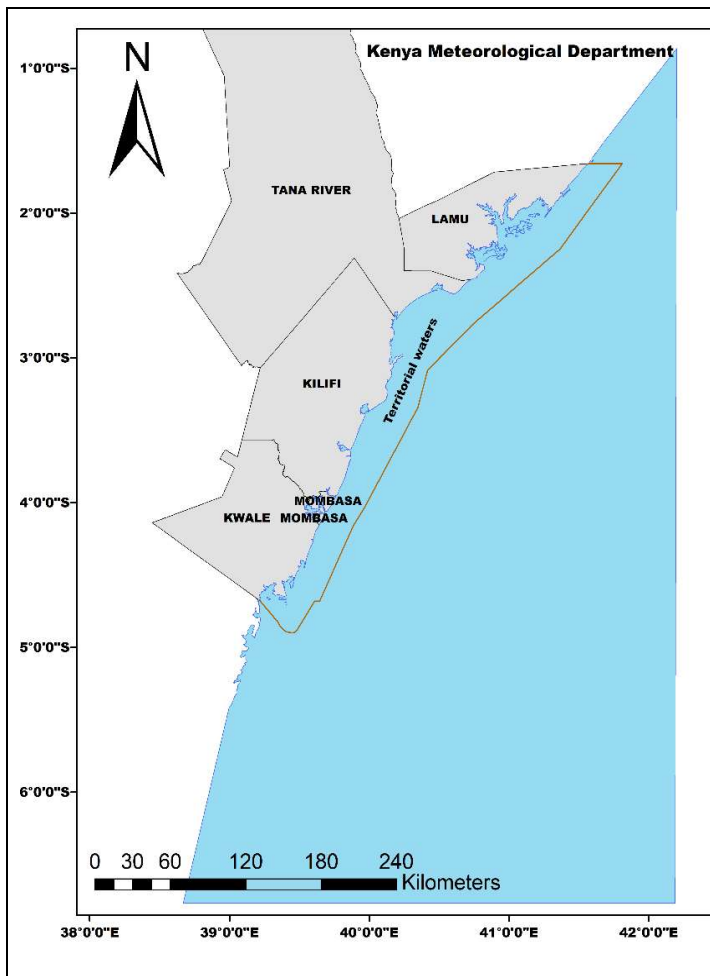 Kenya Meteorological Department
N
1°0'0"S
TANA RIVER
2°0'0"S
LAMU
3°0'0"S
Territorial waters
KILIFI
4°0'0"S
MOMBASA
KWALE MOMBASA
5°0'0"S
6°0'0"S
0 30 60 120 180 240
Kilometers
38°0'0"E 39°0'0"E 40°0'0"E 41°0'0"E 42°0'0"E